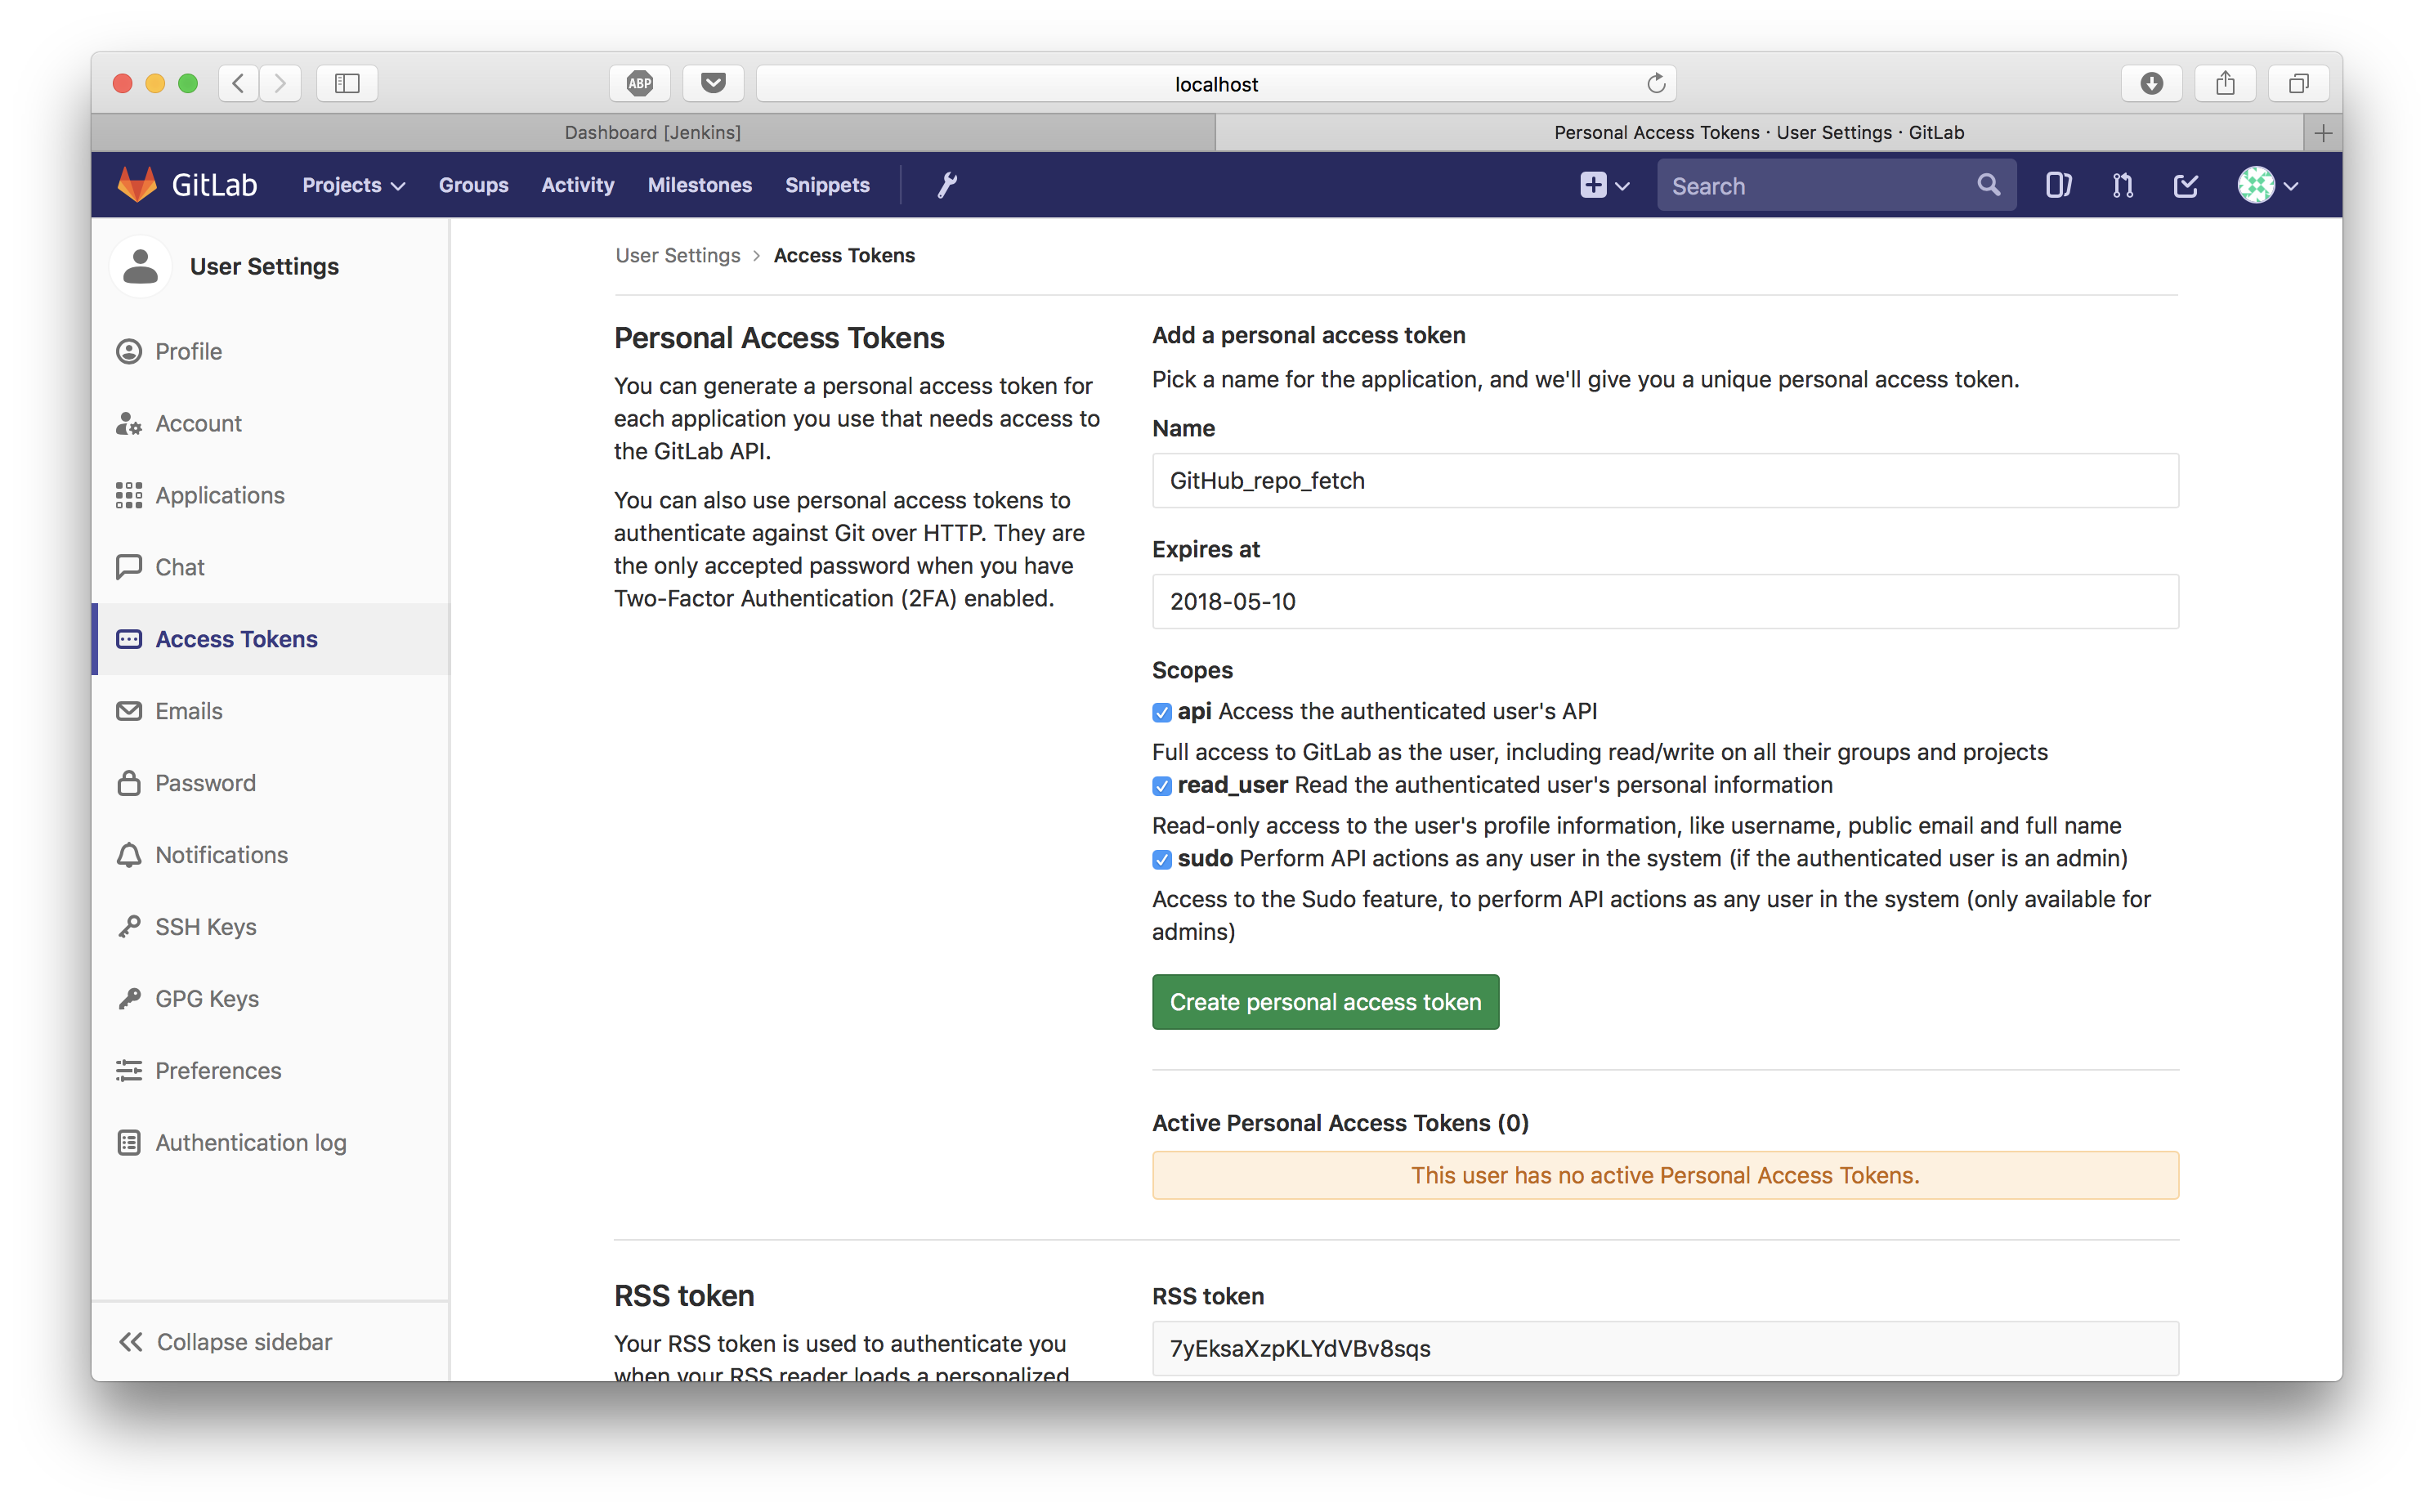 ABP
localhost
Dashboard [Jenkins]
Personal Access Tokens · User Settings · GitLab
GitLab
Projects
Groups
Activity
Milestones
Snippets
Search
User Settings
Profile
Account
Applications
Chat
Access Tokens
Emails
Password
Notifications
SSH Keys
GPG Keys
Preferences
Authentication log
Collapse sidebar
User Settings > Access Tokens
Personal Access Tokens
You can generate a personal access token for
each application you use that needs access to
the GitLab API.
You can also use personal access tokens to
authenticate against Git over HTTP. They are
the only accepted password when you have
Two-Factor Authentication (2FA) enabled.
Add a personal access token
Pick a name for the application, and we'll give you a unique personal access token.
Name
GitHub_repo_fetch
Expires at
2018-05-10
Scopes
api Access the authenticated user's API
Full access to GitLab as the user, including read/write on all their groups and projects
read_user Read the authenticated user's personal information
Read-only access to the user's profile information, like username, public email and full name
sudo Perform API actions as any user in the system (if the authenticated user is an admin)
Access to the Sudo feature, to perform API actions as any user in the system (only available for
admins)
Create personal access token
Active Personal Access Tokens (0)
This user has no active Personal Access Tokens.
RSS token
Your RSS token is used to authenticate you
when your RSS reader loads a personalized
RSS token
7yEksaXzpKLYdVBv8sqs